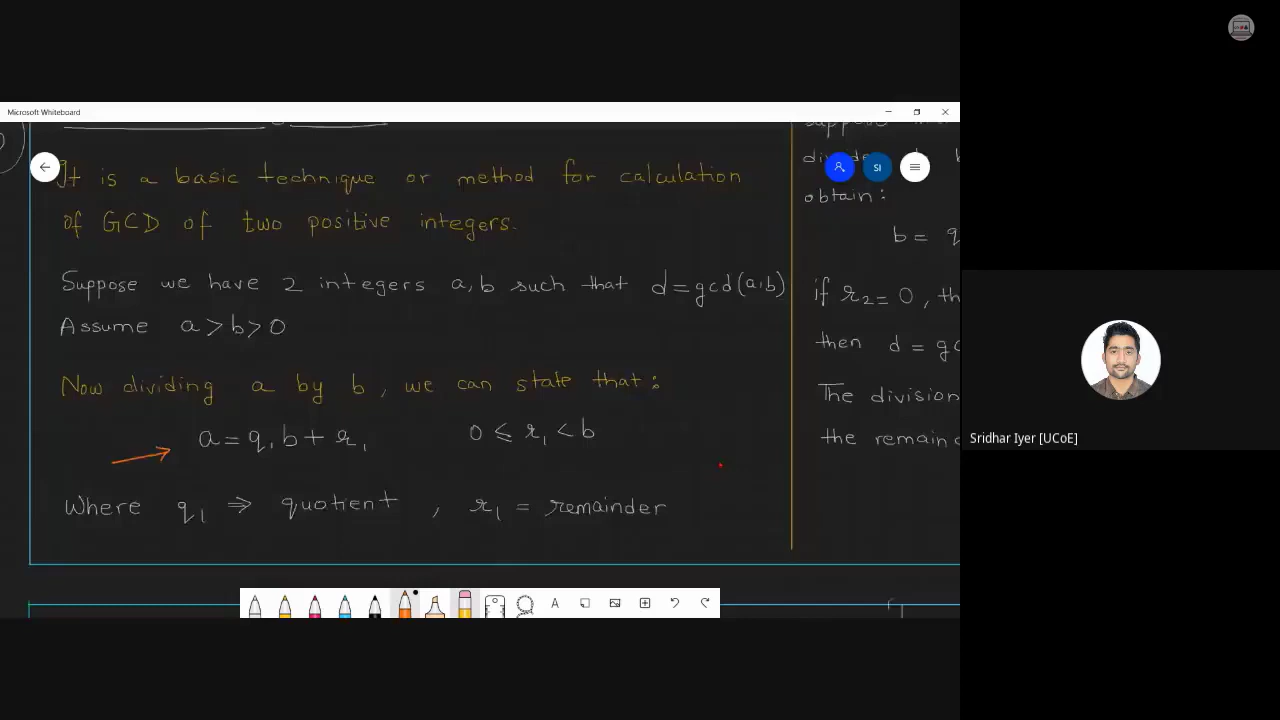 Microsoft Whiteboard
It is a basic technique or method for calculation
of GCD of two positive integers.
Suppose we have 2 integers a,b such that d=gcd(a,b)
Assume a>b>0
Now dividing a by b, we can state that:
a=q₁b+r₁ 0≤r₁<b
Where q₁ ⇒ quotient, r₁ = remainder
obtain:
b=
if r₂=0,
then d =
The division
the
SI
A
Sridhar Iyer [UCoE]